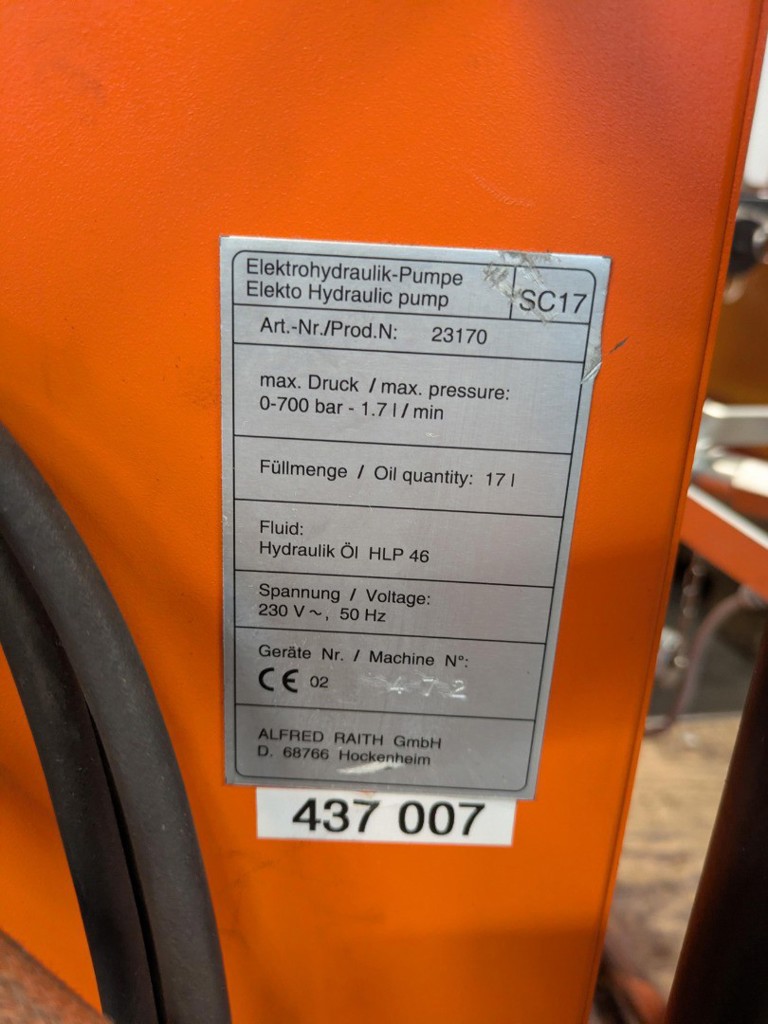 Elektrohydraulik-Pumpe
Elekto Hydraulic pump
SC17
Art.-Nr./Prod.N: 23170
max. Druck / max. pressure:
0-700 bar - 1.7 l / min
Füllmenge / Oil quantity: 17 l
Fluid:
Hydraulik Öl HLP 46
Spannung / Voltage:
230 V ~, 50 Hz
Geräte Nr. / Machine N°:
CE 02 472
ALFRED RAITH GmbH
D. 68766 Hockenheim
437 007